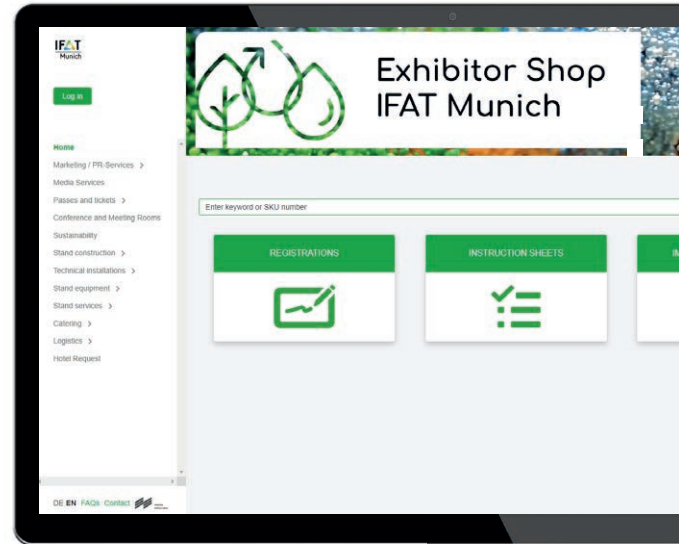 IFAT
Munich
Log in
Exhibitor Shop
IFAT Munich
Home
Marketing / PR-Services >
Media Services
Passes and tickets >
Conference and Meeting Rooms
Sustainability
Stand construction >
Technical installations >
Stand equipment >
Stand services >
Catering >
Logistics >
Hotel Request
Enter keyword or SKU number
REGISTRATIONS
INSTRUCTION SHEETS
DE EN FAQs Contact